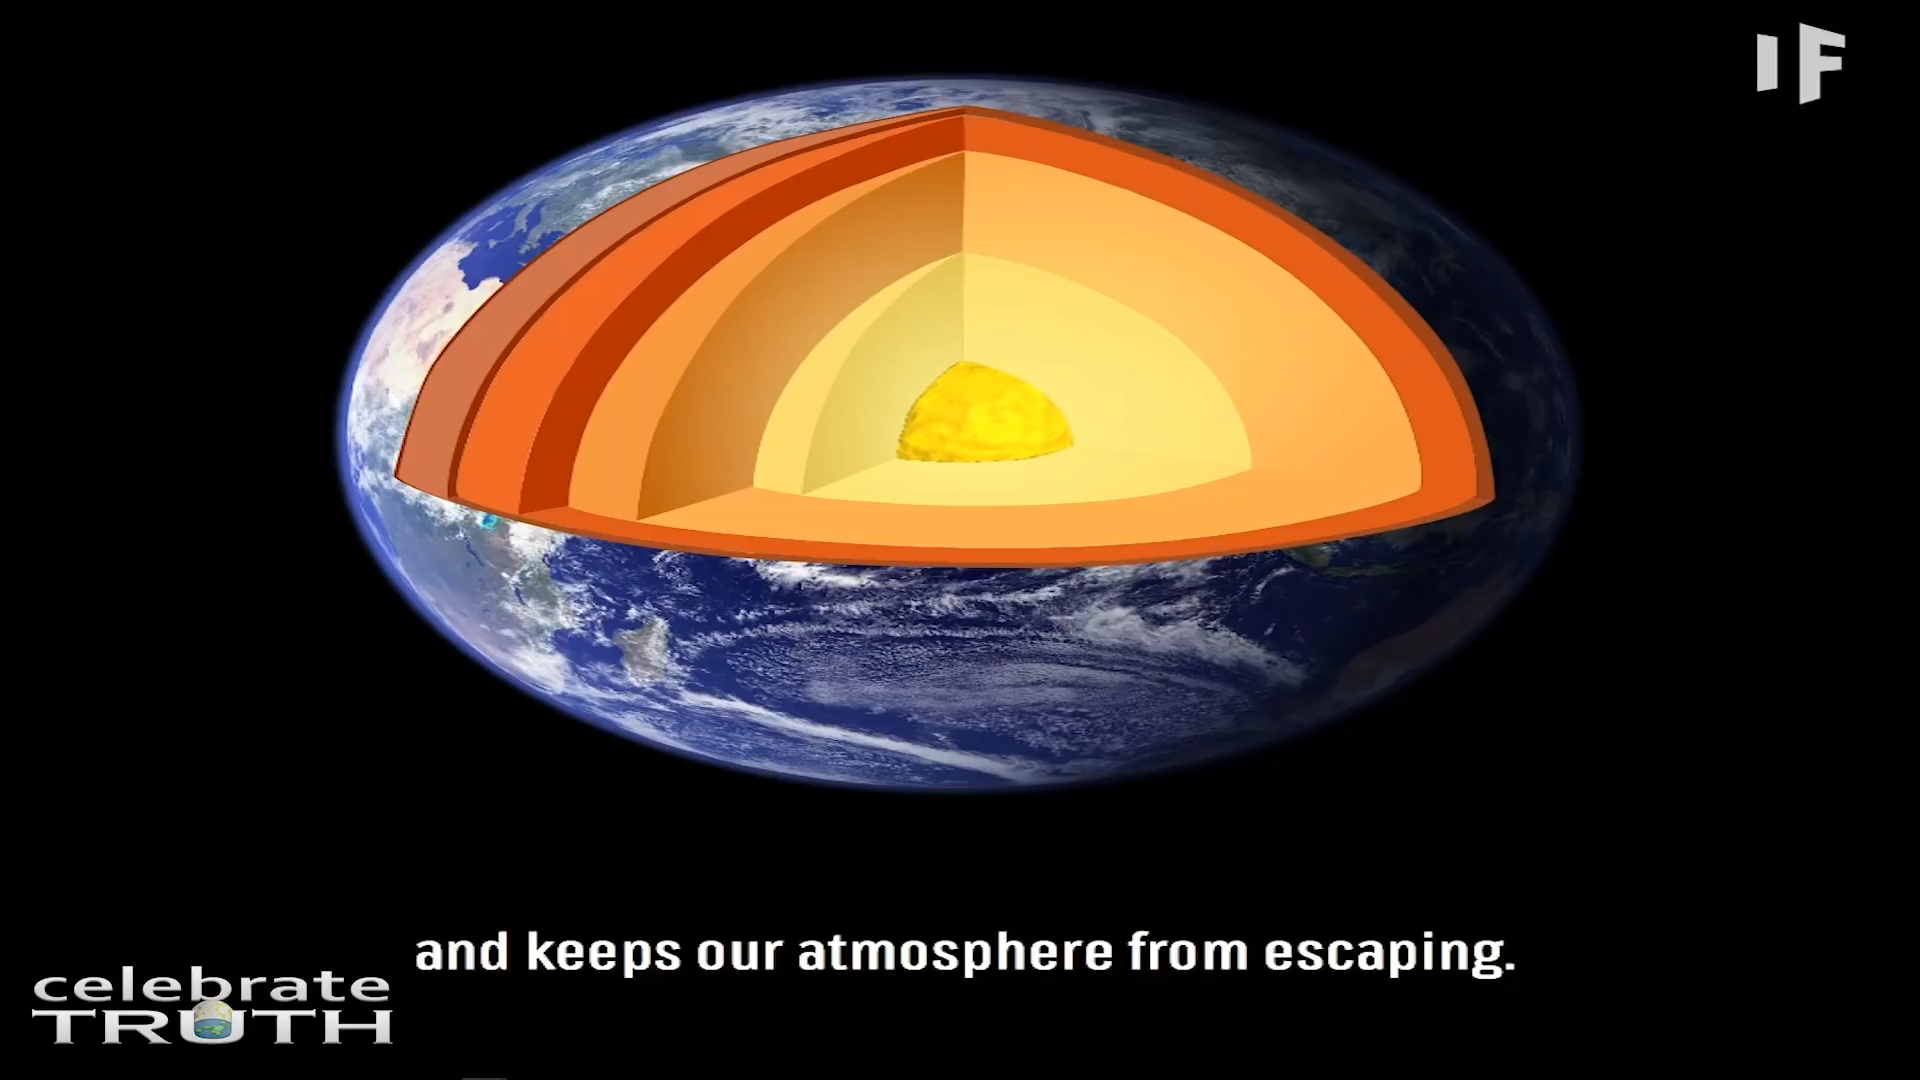 IF
and keeps our atmosphere from escaping.
celebrate
TRUTH